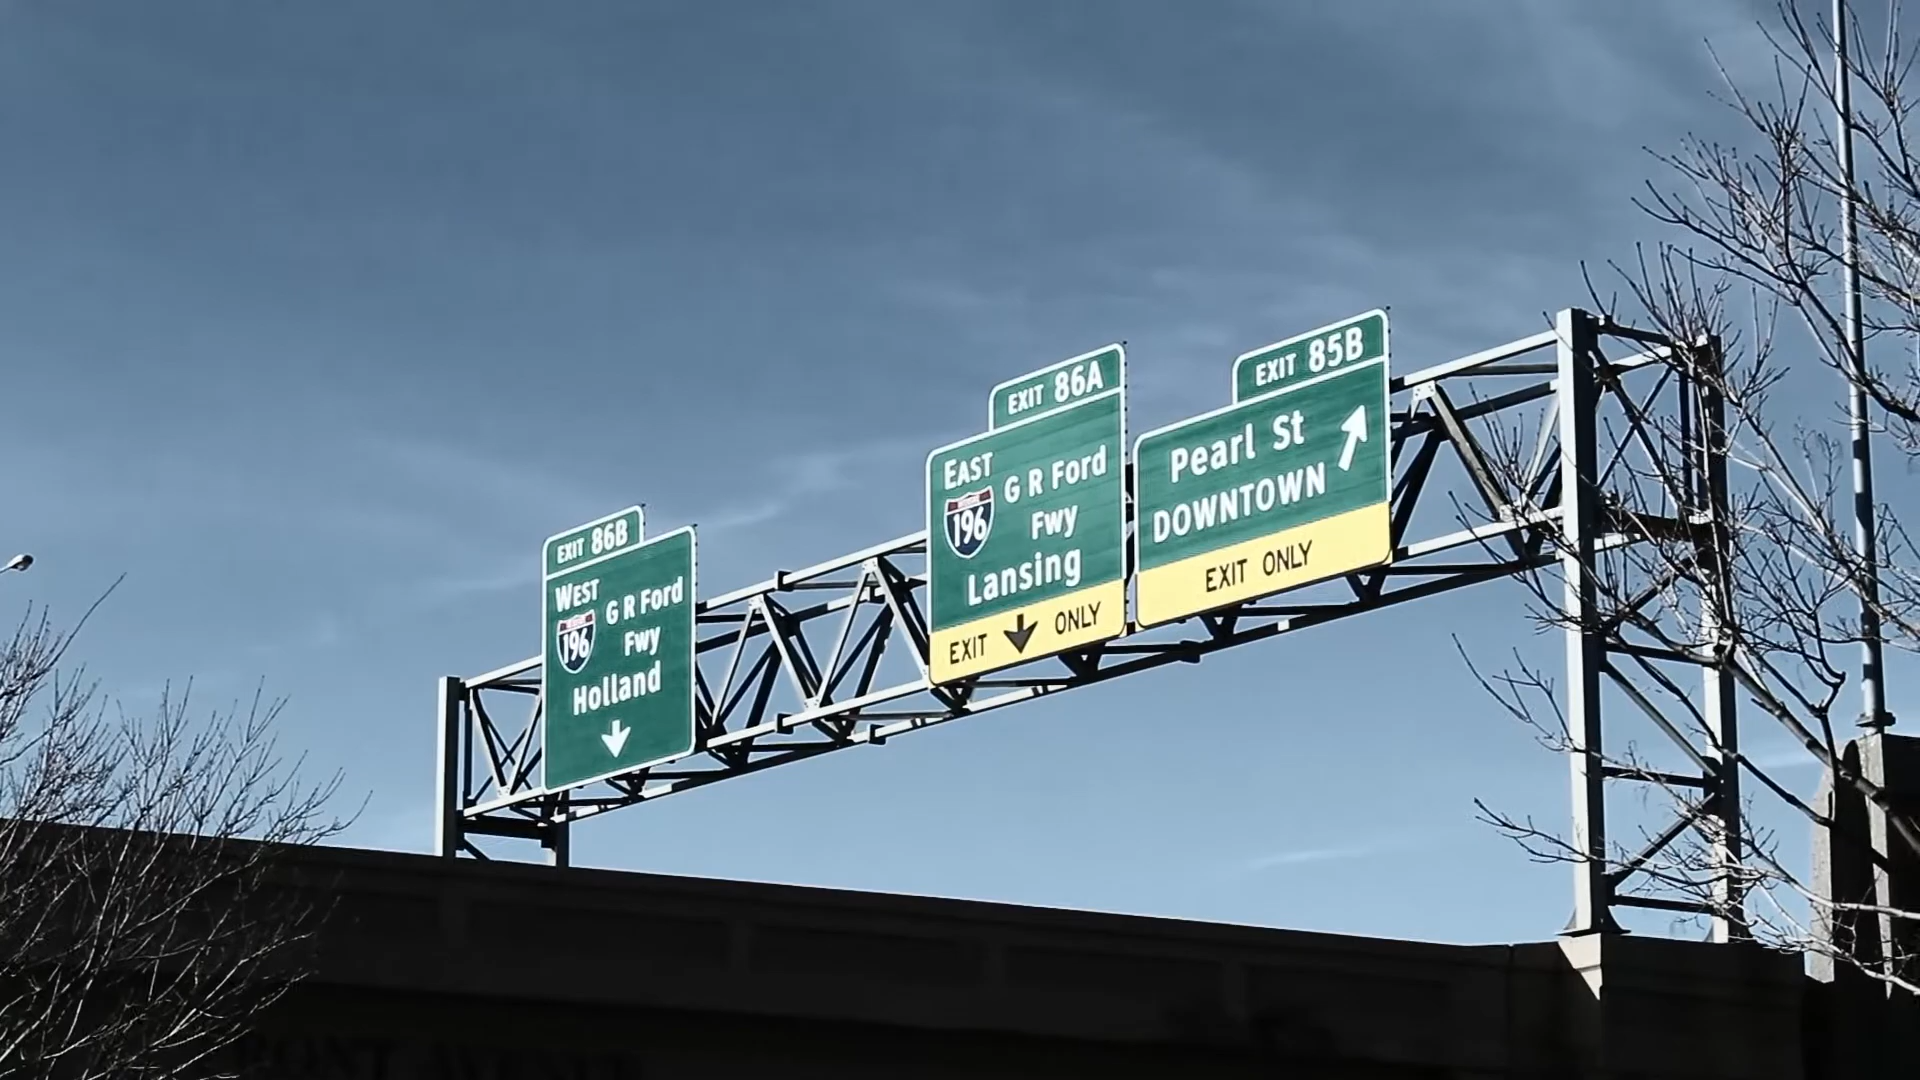 EXIT 86B
WEST
196
G R Ford
Fwy
Holland
EXIT 86A
EAST
196
G R Ford
Fwy
Lansing
EXIT ONLY
EXIT 85B
Pearl St
DOWNTOWN
EXIT ONLY